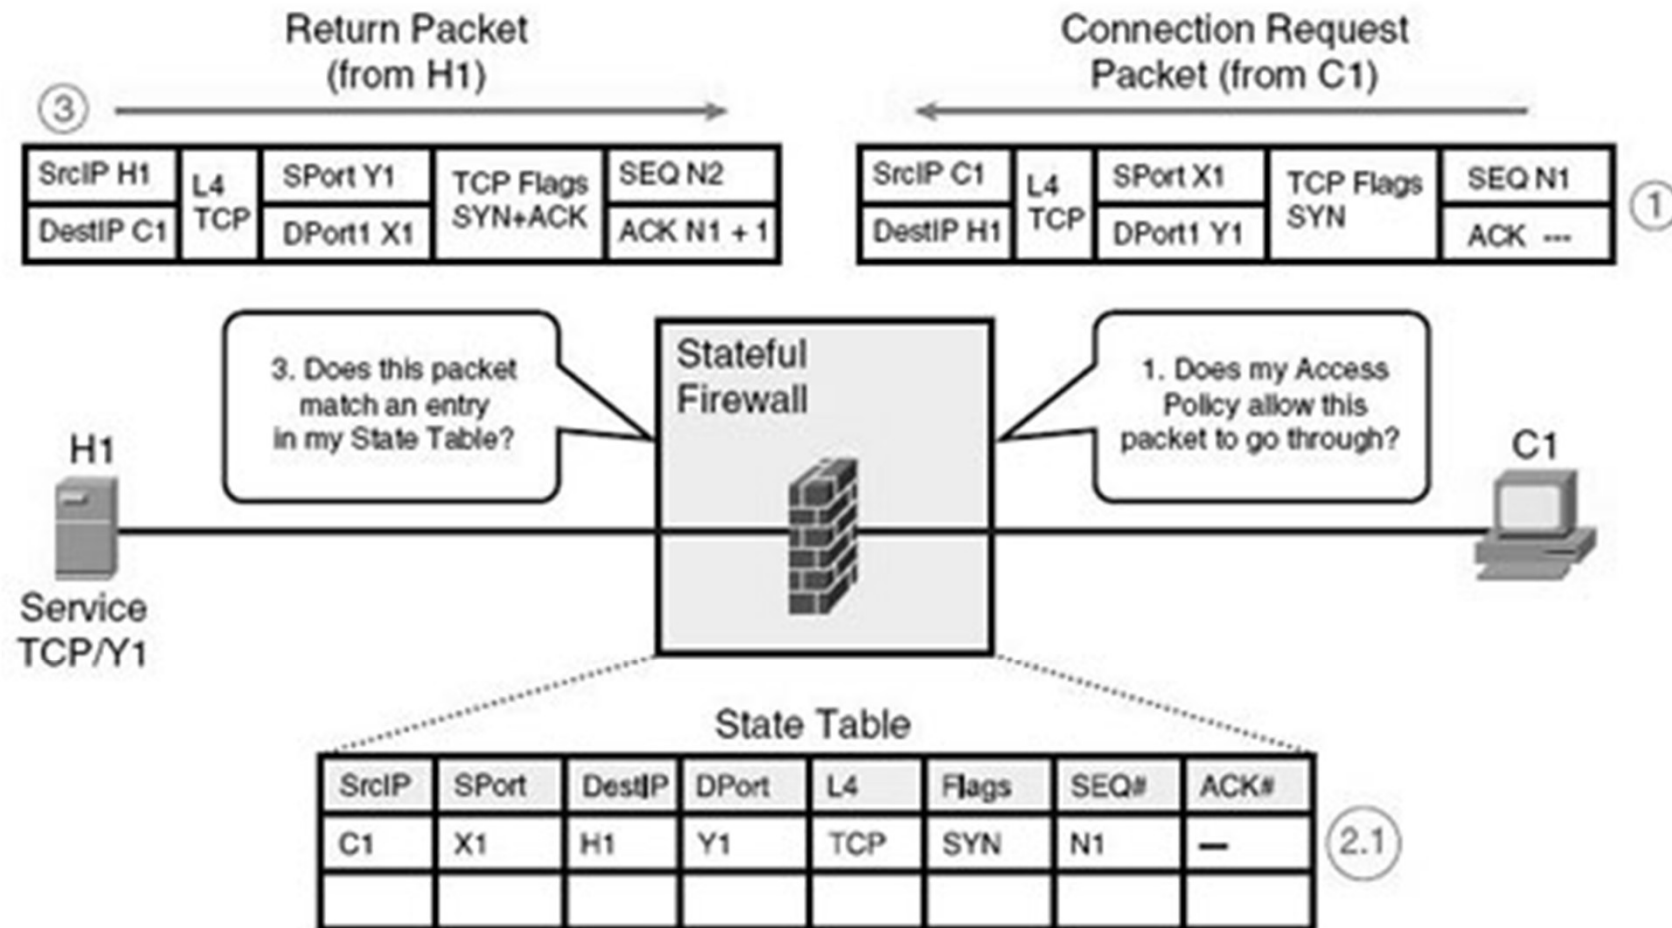 Return Packet
(from H1)
3
SrcIP H1
DestIP C1
L4
TCP
SPort Y1
DPort1 X1
TCP Flags
SYN+ACK
SEQ N2
ACK N1 + 1
Connection Request
Packet (from C1)
SrcIP C1
DestIP H1
L4
TCP
SPort X1
DPort1 Y1
TCP Flags
SYN
SEQ N1
ACK ---
1
3. Does this packet
match an entry
in my State Table?
Stateful
Firewall
1. Does my Access
Policy allow this
packet to go through?
H1
Service
TCP/Y1
C1
State Table
SrcIP SPort DestIP DPort L4 Flags SEQ# ACK#
C1 X1 H1 Y1 TCP SYN N1 —
2.1